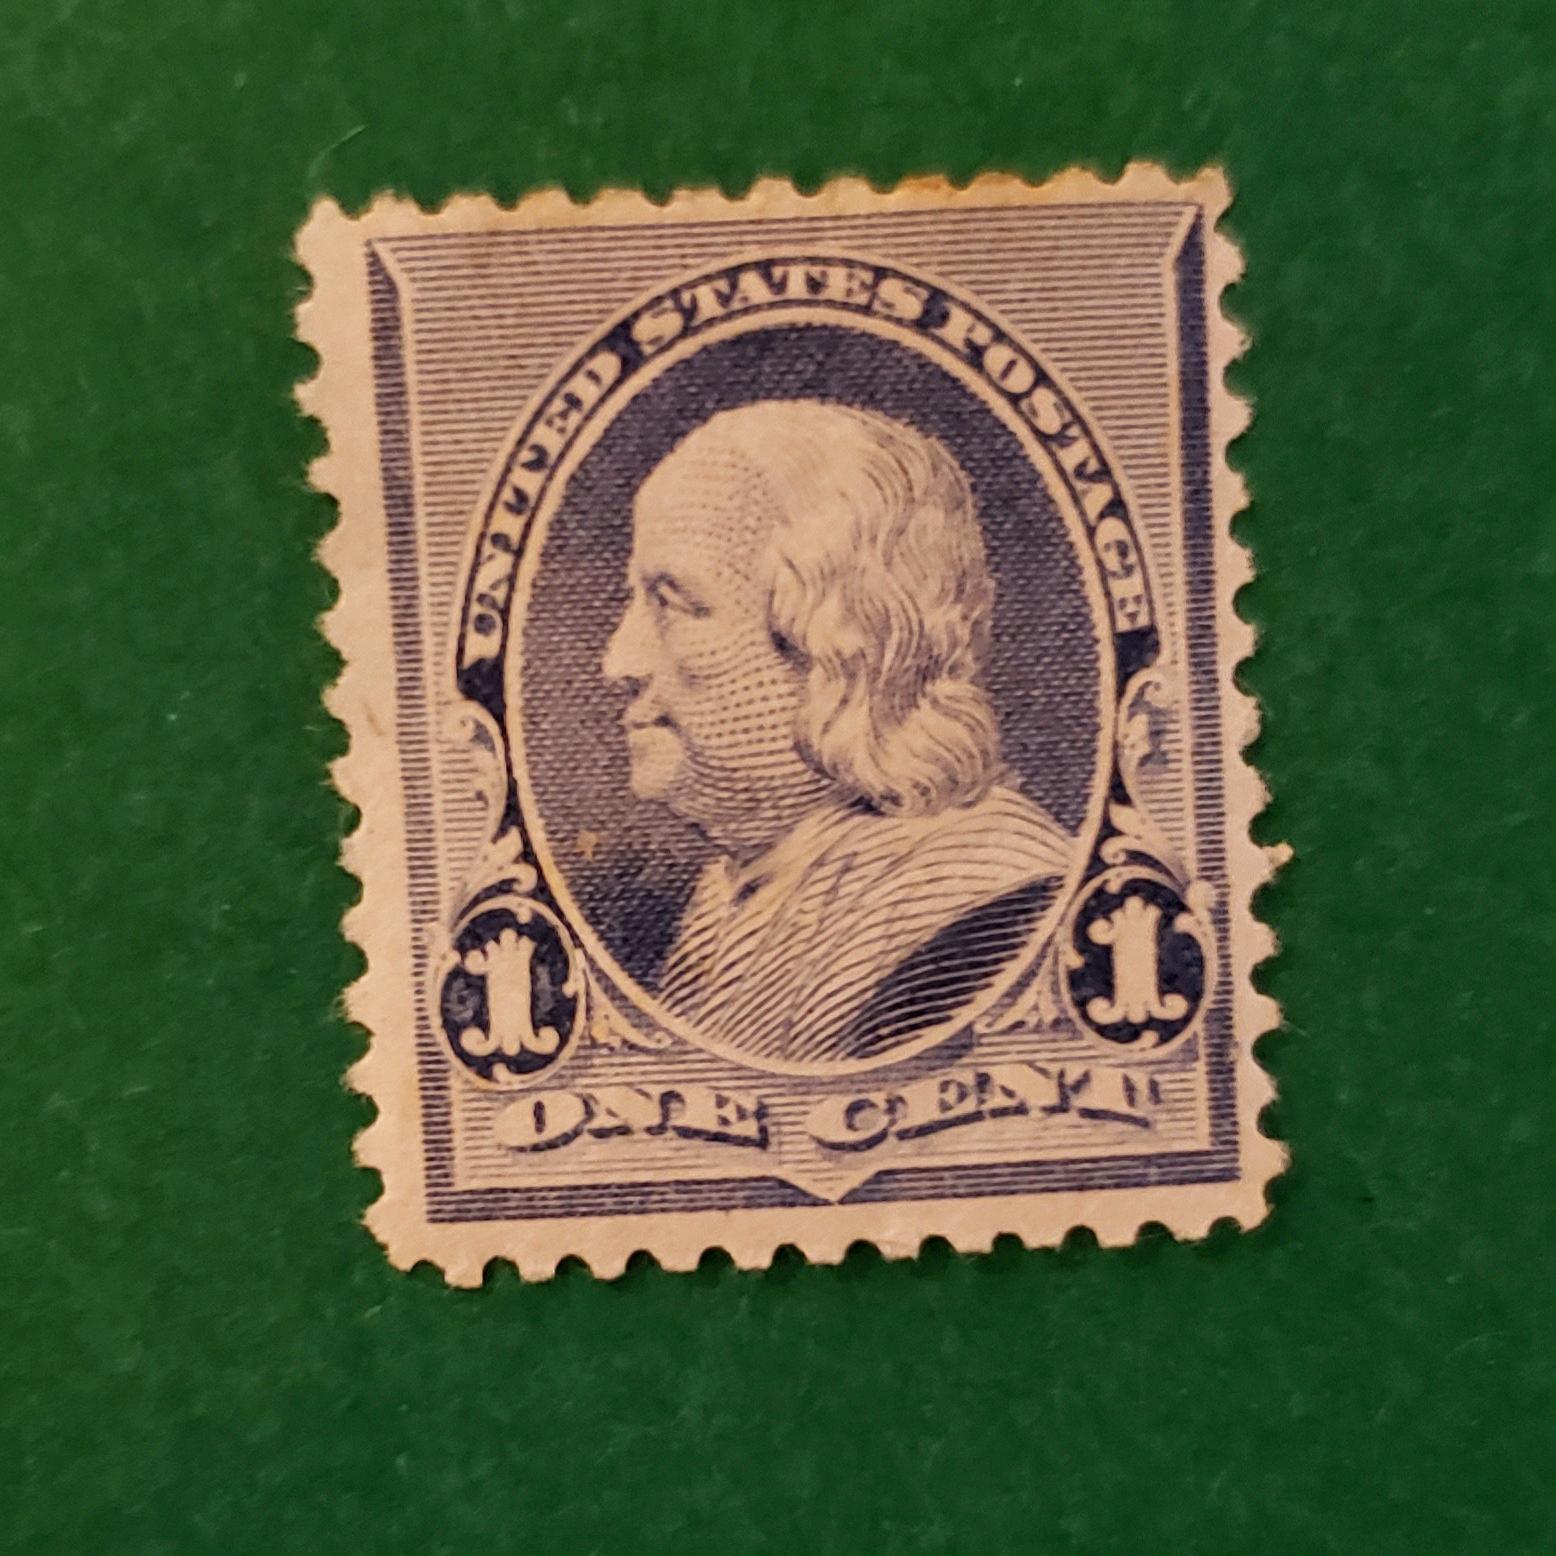 UNITED STATES POSTAGE
1 1
ONE CENT